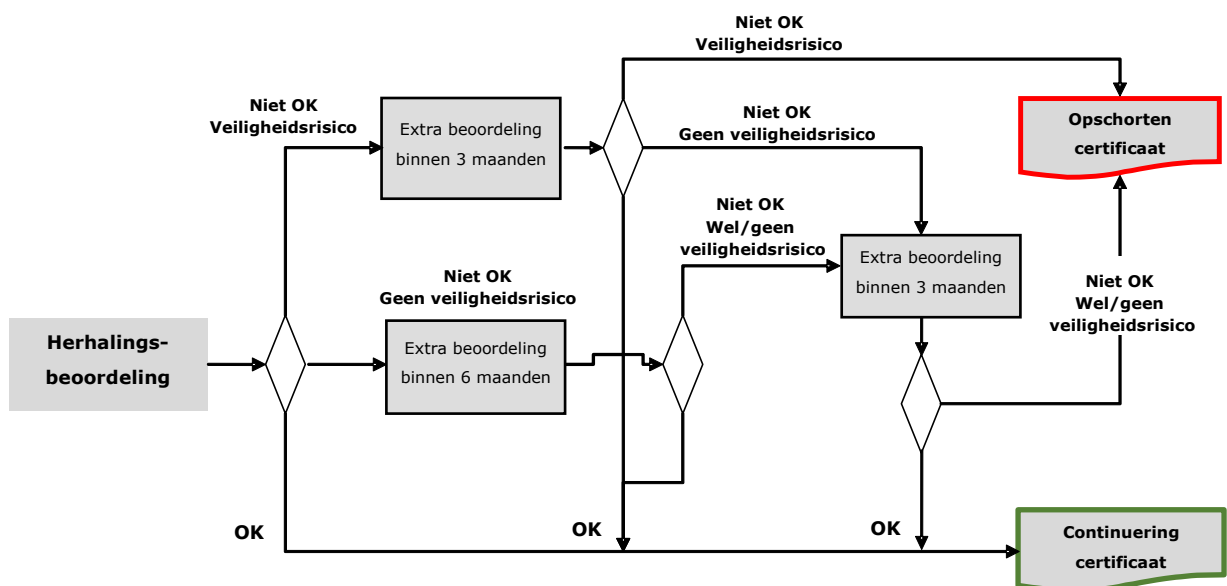 Niet OK
Veiligheidsrisico
Niet OK
Veiligheidsrisico
Extra beoordeling
binnen 3 maanden
Niet OK
Geen veiligheidsrisico
Opschorten
certificaat
Niet OK
Wel/geen
veiligheidsrisico
Extra beoordeling
binnen 3 maanden
Niet OK
Geen veiligheidsrisico
Niet OK
Wel/geen
veiligheidsrisico
Herhalings-
beoordeling
Extra beoordeling
binnen 6 maanden
OK
OK
OK
Continuering
certificaat